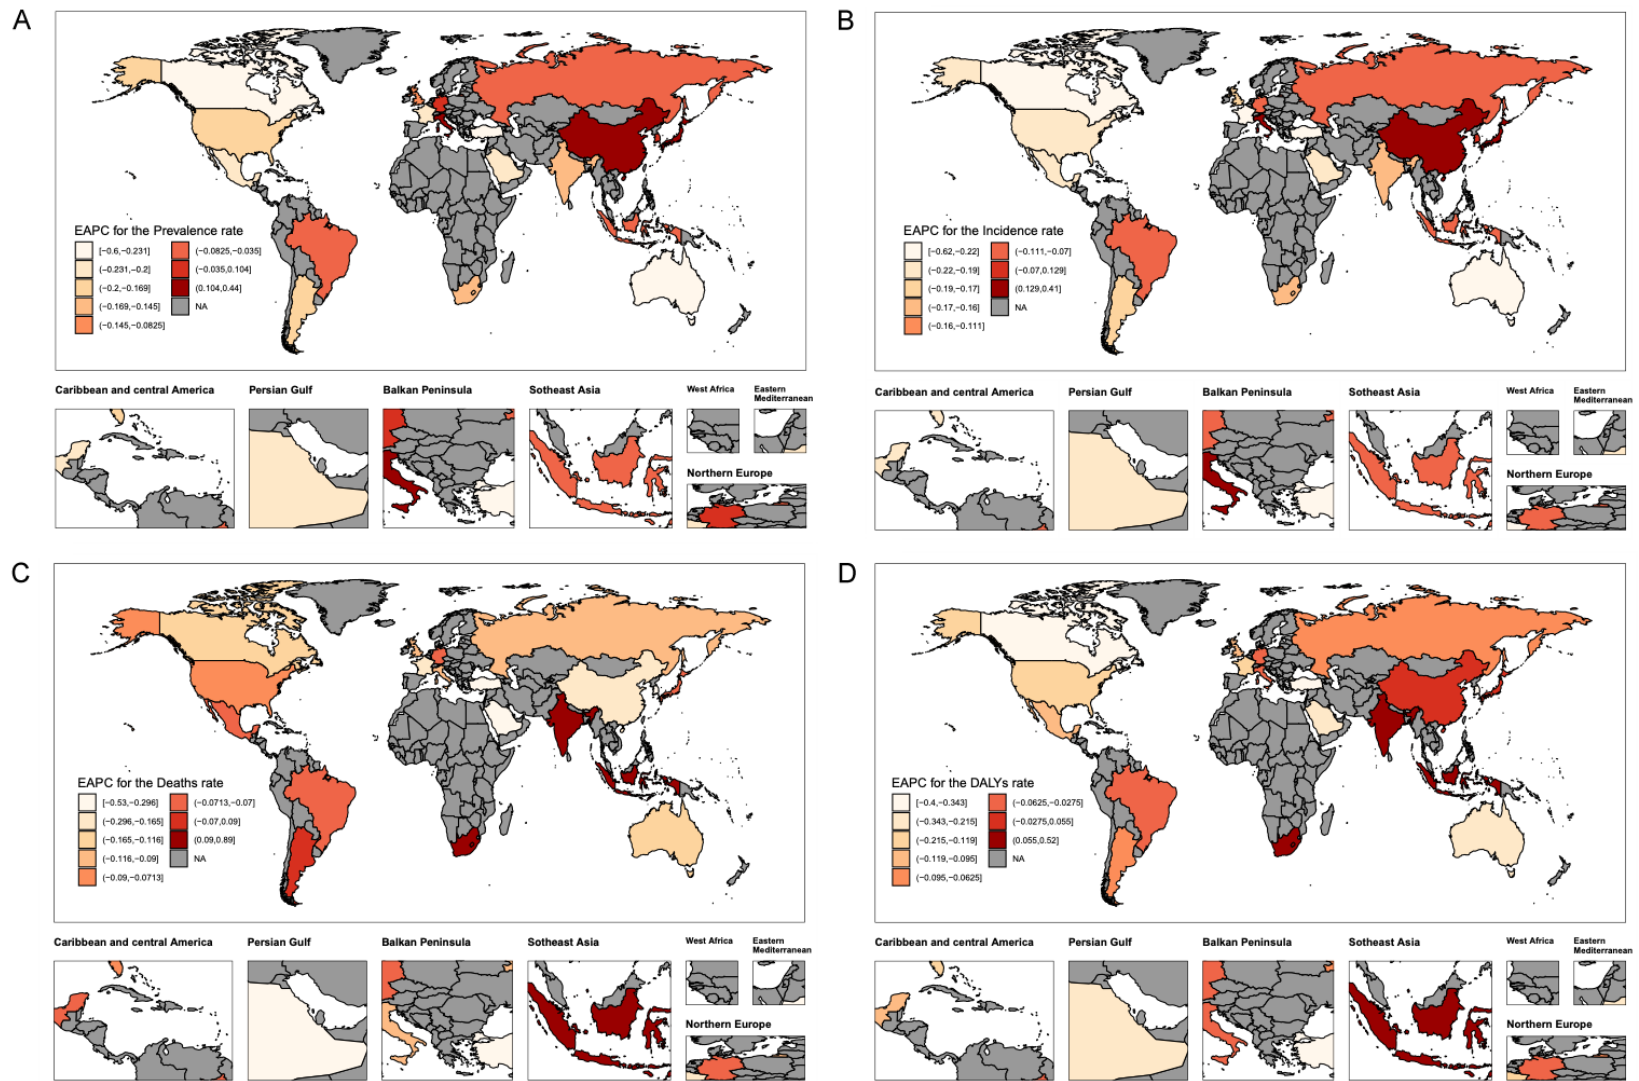 A
EAPC for the Prevalence rate
[−0.6,−0.231]
(−0.231,−0.2]
(−0.2,−0.169]
(−0.169,−0.145]
(−0.145,−0.0825]
(−0.0825,−0.035]
(−0.035,0.104]
(0.104,0.44]
NA
Caribbean and central America
Persian Gulf
Balkan Peninsula
Sotheast Asia
West Africa
Eastern
Mediterranean
Northern Europe
B
EAPC for the Incidence rate
[−0.62,−0.22]
(−0.22,−0.19]
(−0.19,−0.17]
(−0.17,−0.16]
(−0.16,−0.111]
(−0.111,−0.07]
(−0.07,0.129]
(0.129,0.41]
NA
Caribbean and central America
Persian Gulf
Balkan Peninsula
Sotheast Asia
West Africa
Eastern
Mediterranean
Northern Europe
C
EAPC for the Deaths rate
[−0.53,−0.296]
(−0.296,−0.165]
(−0.165,−0.116]
(−0.116,−0.09]
(−0.09,−0.0713]
(−0.0713,−0.07]
(−0.07,0.09]
(0.09,0.89]
NA
Caribbean and central America
Persian Gulf
Balkan Peninsula
Sotheast Asia
West Africa
Eastern
Mediterranean
Northern Europe
D
EAPC for the DALYs rate
[−0.4,−0.343]
(−0.343,−0.215]
(−0.215,−0.119]
(−0.119,−0.095]
(−0.095,−0.0625]
(−0.0625,−0.0275]
(−0.0275,0.055]
(0.055,0.52]
NA
Caribbean and central America
Persian Gulf
Balkan Peninsula
Sotheast Asia
West Africa
Eastern
Mediterranean
Northern Europe